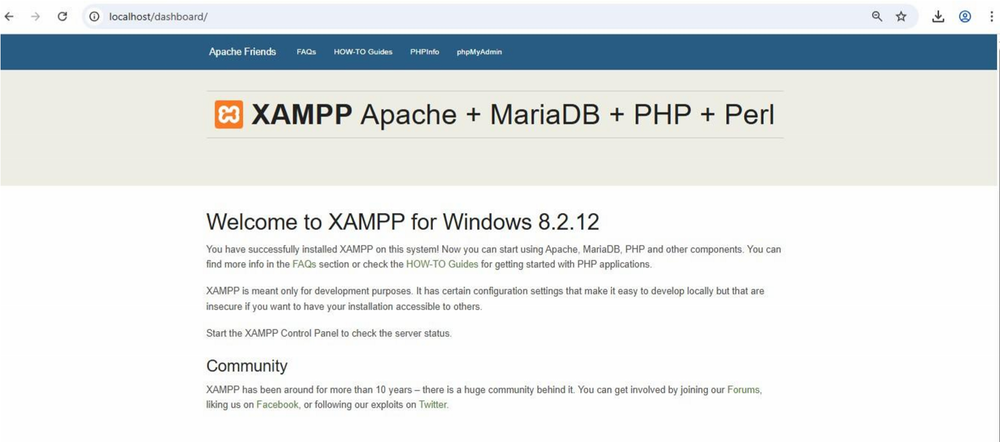 localhost/dashboard/
Apache Friends FAQs HOW-TO Guides PHPInfo phpMyAdmin
XAMPP Apache + MariaDB + PHP + Perl
Welcome to XAMPP for Windows 8.2.12
You have successfully installed XAMPP on this system! Now you can start using Apache, MariaDB, PHP and other components. You can
find more info in the FAQs section or check the HOW-TO Guides for getting started with PHP applications.
XAMPP is meant only for development purposes. It has certain configuration settings that make it easy to develop locally but that are
insecure if you want to have your installation accessible to others.
Start the XAMPP Control Panel to check the server status.
Community
XAMPP has been around for more than 10 years – there is a huge community behind it. You can get involved by joining our Forums,
liking us on Facebook, or following our exploits on Twitter.